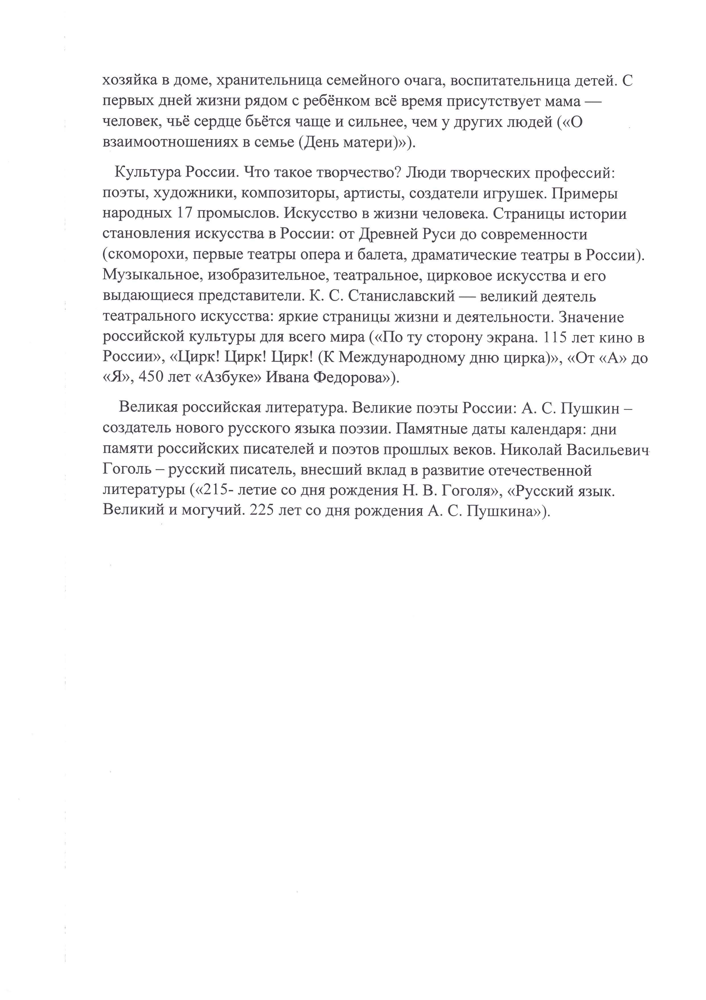 хозяйка в доме, хранительница семейного очага, воспитательница детей. С
первых дней жизни рядом с ребёнком всё время присутствует мама —
человек, чьё сердце бьётся чаще и сильнее, чем у других людей («О
взаимоотношениях в семье (День матери)»).
Культура России. Что такое творчество? Люди творческих профессий:
поэты, художники, композиторы, артисты, создатели игрушек. Примеры
народных 17 промыслов. Искусство в жизни человека. Страницы истории
становления искусства в России: от Древней Руси до современности
(скоморохи, первые театры опера и балета, драматические театры в России).
Музыкальное, изобразительное, театральное, цирковое искусства и его
выдающиеся представители. К. С. Станиславский — великий деятель
театрального искусства: яркие страницы жизни и деятельности. Значение
российской культуры для всего мира («По ту сторону экрана. 115 лет кино в
России», «Цирк! Цирк! Цирк! (К Международному дню цирка)», «От «А» до
«Я», 450 лет «Азбуке» Ивана Федорова»).
Великая российская литература. Великие поэты России: А. С. Пушкин –
создатель нового русского языка поэзии. Памятные даты календаря: дни
памяти российских писателей и поэтов прошлых веков. Николай Васильевич
Гоголь – русский писатель, внесший вклад в развитие отечественной
литературы («215- летие со дня рождения Н. В. Гоголя», «Русский язык.
Великий и могучий. 225 лет со дня рождения А. С. Пушкина»).